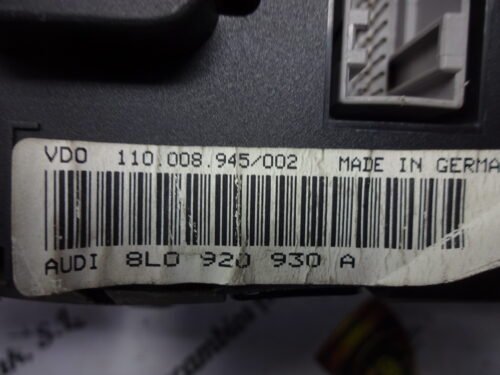 VDO 110.008.945/002 MADE IN GERMA
AUDI 8L0 920 930 A